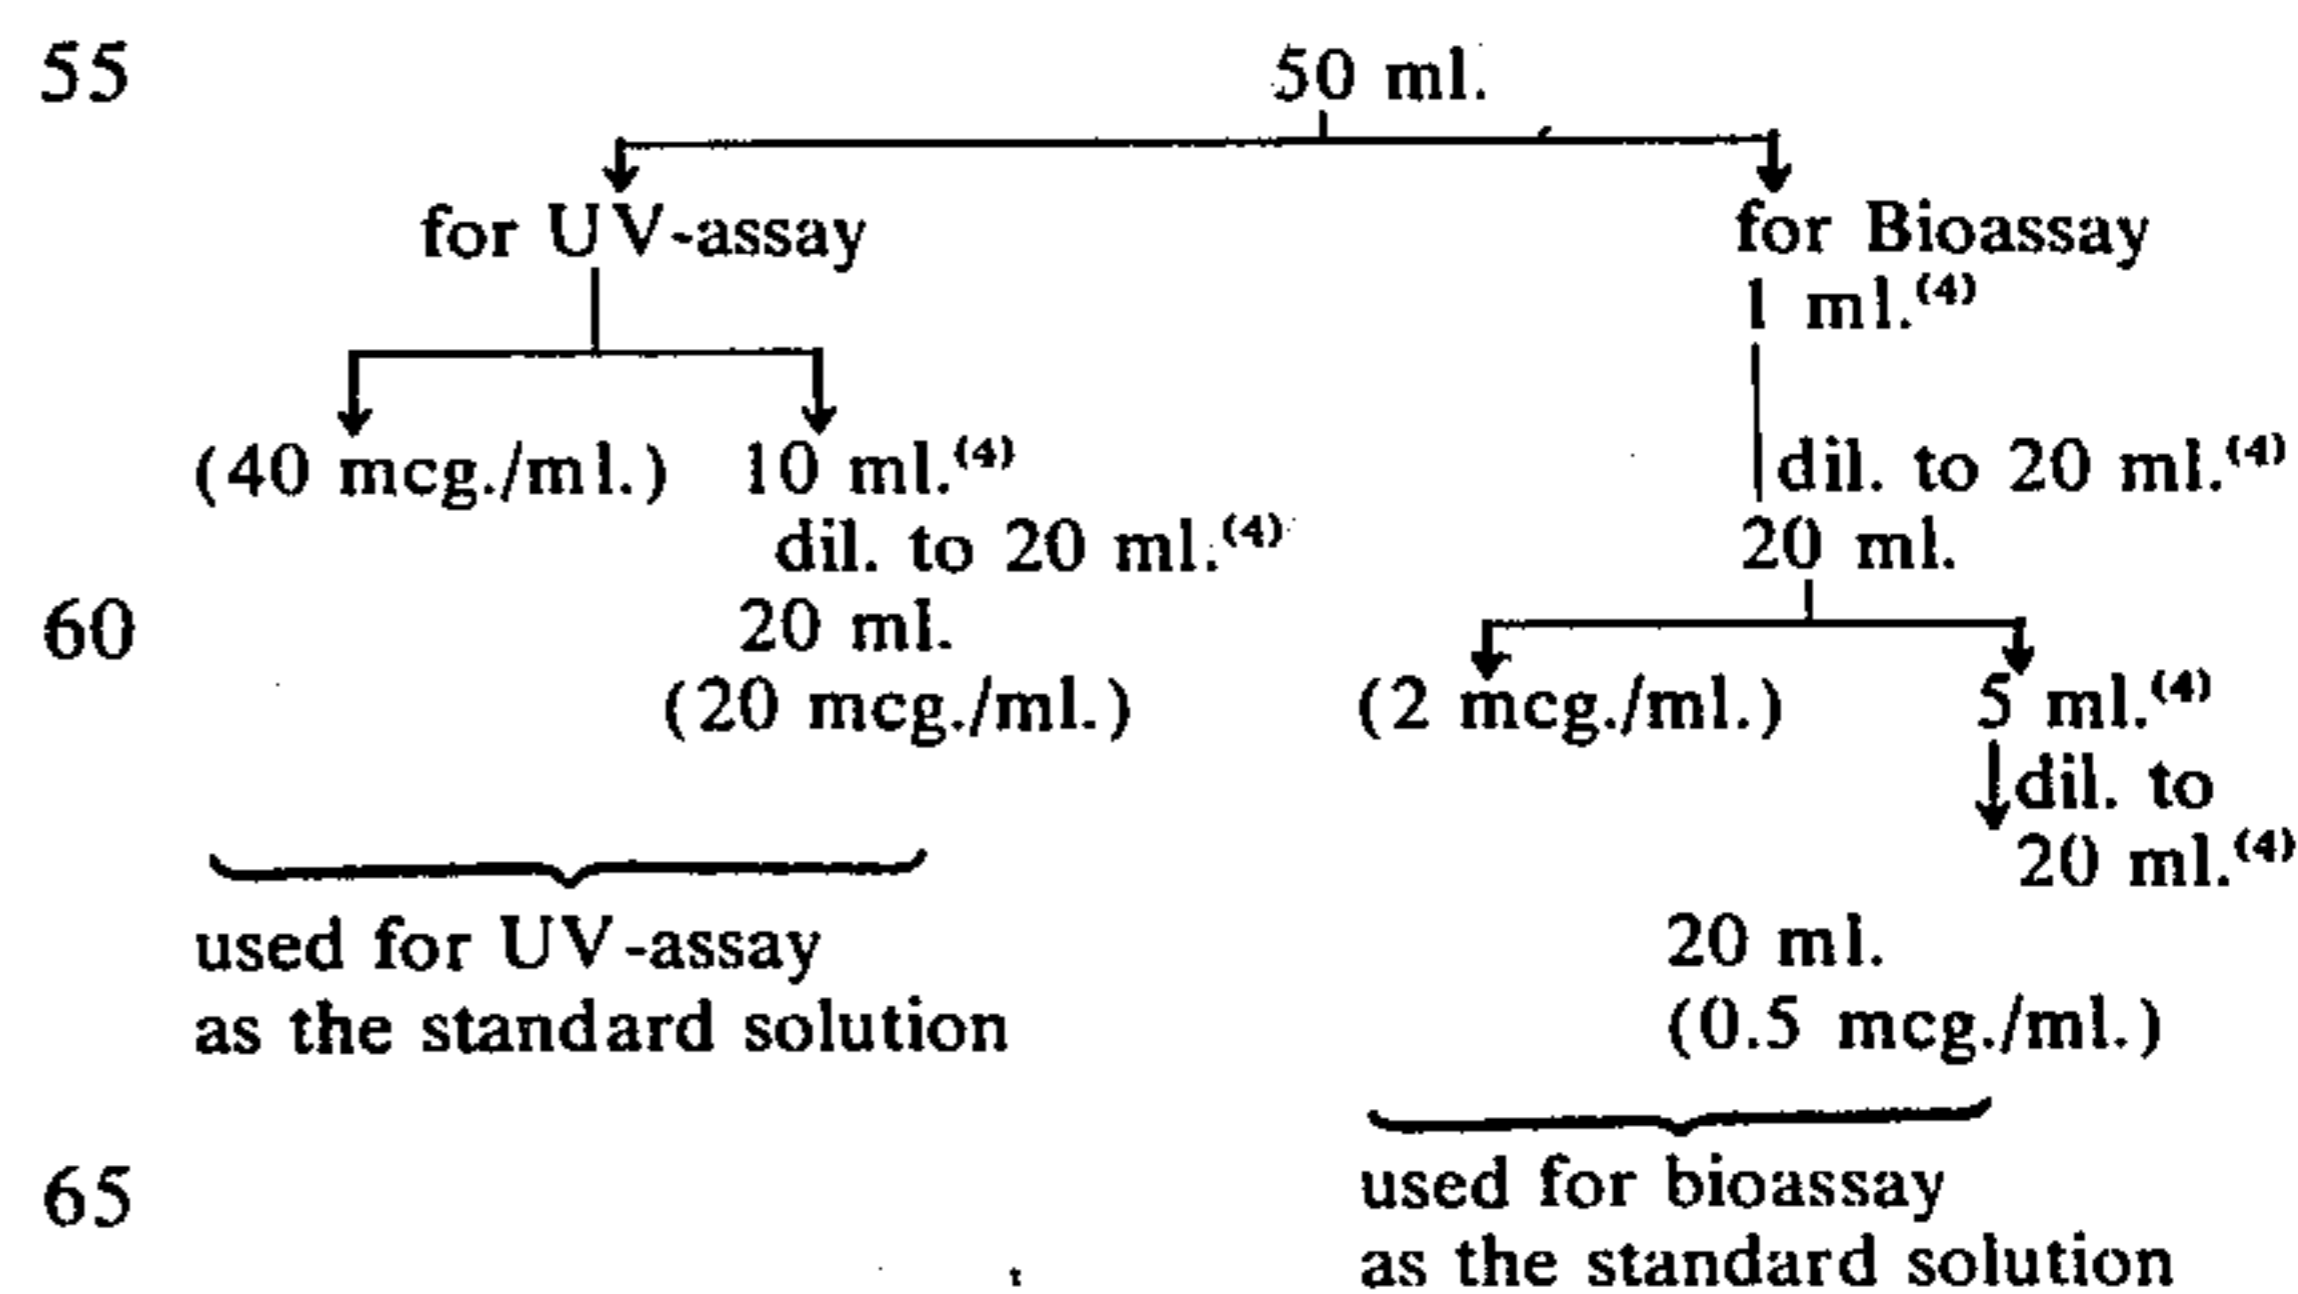 55
50 ml.
for UV-assay
for Bioassay
1 ml.(4)
(40 mcg./ml.) 10 ml.(4)
dil. to 20 ml.(4)
dil. to 20 ml.(4)
20 ml.
60
20 ml.
(20 mcg./ml.)
(2 mcg./ml.) 5 ml.(4)
dil. to
20 ml.(4)
used for UV-assay
as the standard solution
20 ml.
(0.5 mcg./ml.)
65
used for bioassay
as the standard solution